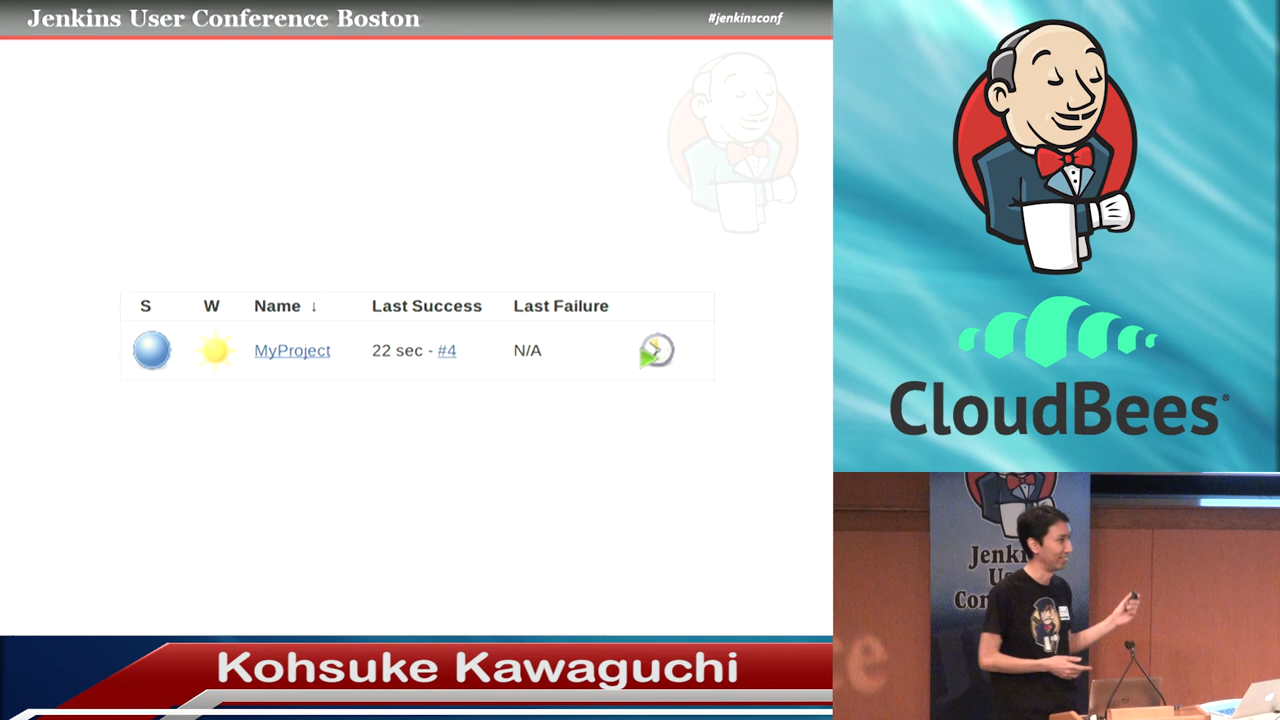 Jenkins User Conference Boston
#jenkinsconf
S W Name ↓ Last Success Last Failure
MyProject 22 sec - #4 N/A
CloudBees®
Kohsuke Kawaguchi